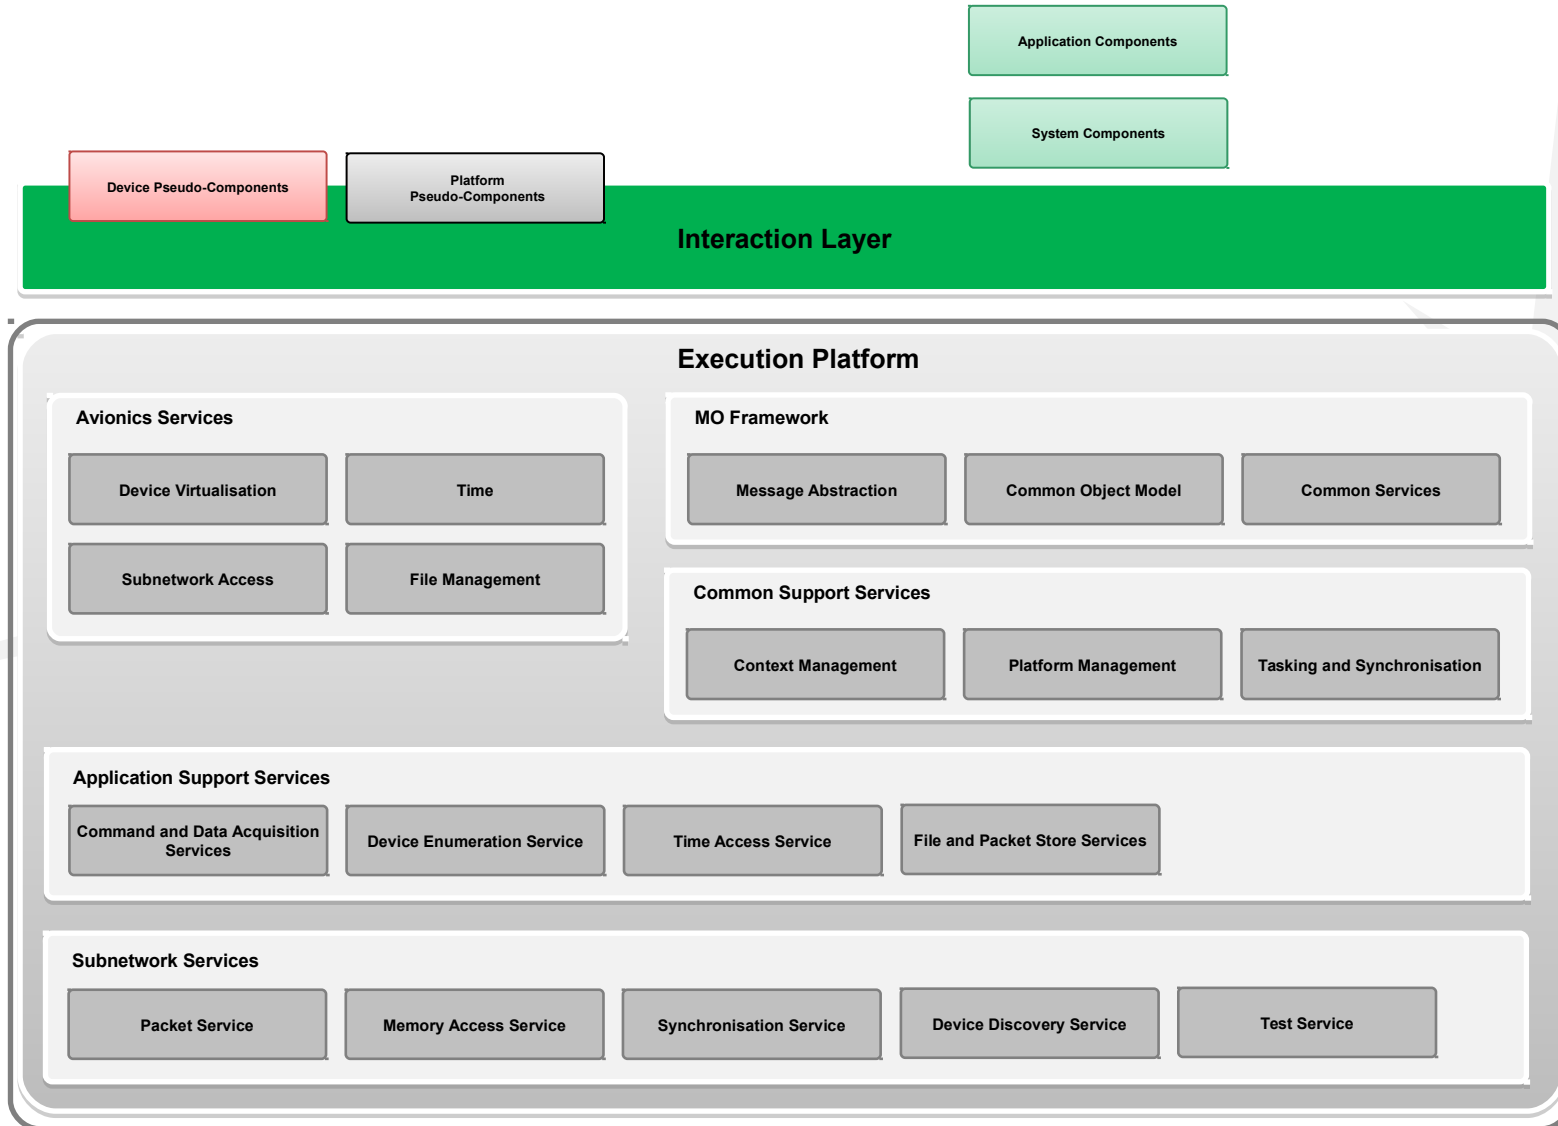 Application Components
System Components
Device Pseudo-Components
Platform
Pseudo-Components
Interaction Layer
Execution Platform
Avionics Services
Device Virtualisation
Time
Subnetwork Access
File Management
MO Framework
Message Abstraction
Common Object Model
Common Services
Common Support Services
Context Management
Platform Management
Tasking and Synchronisation
Application Support Services
Command and Data Acquisition
Services
Device Enumeration Service
Time Access Service
File and Packet Store Services
Subnetwork Services
Packet Service
Memory Access Service
Synchronisation Service
Device Discovery Service
Test Service